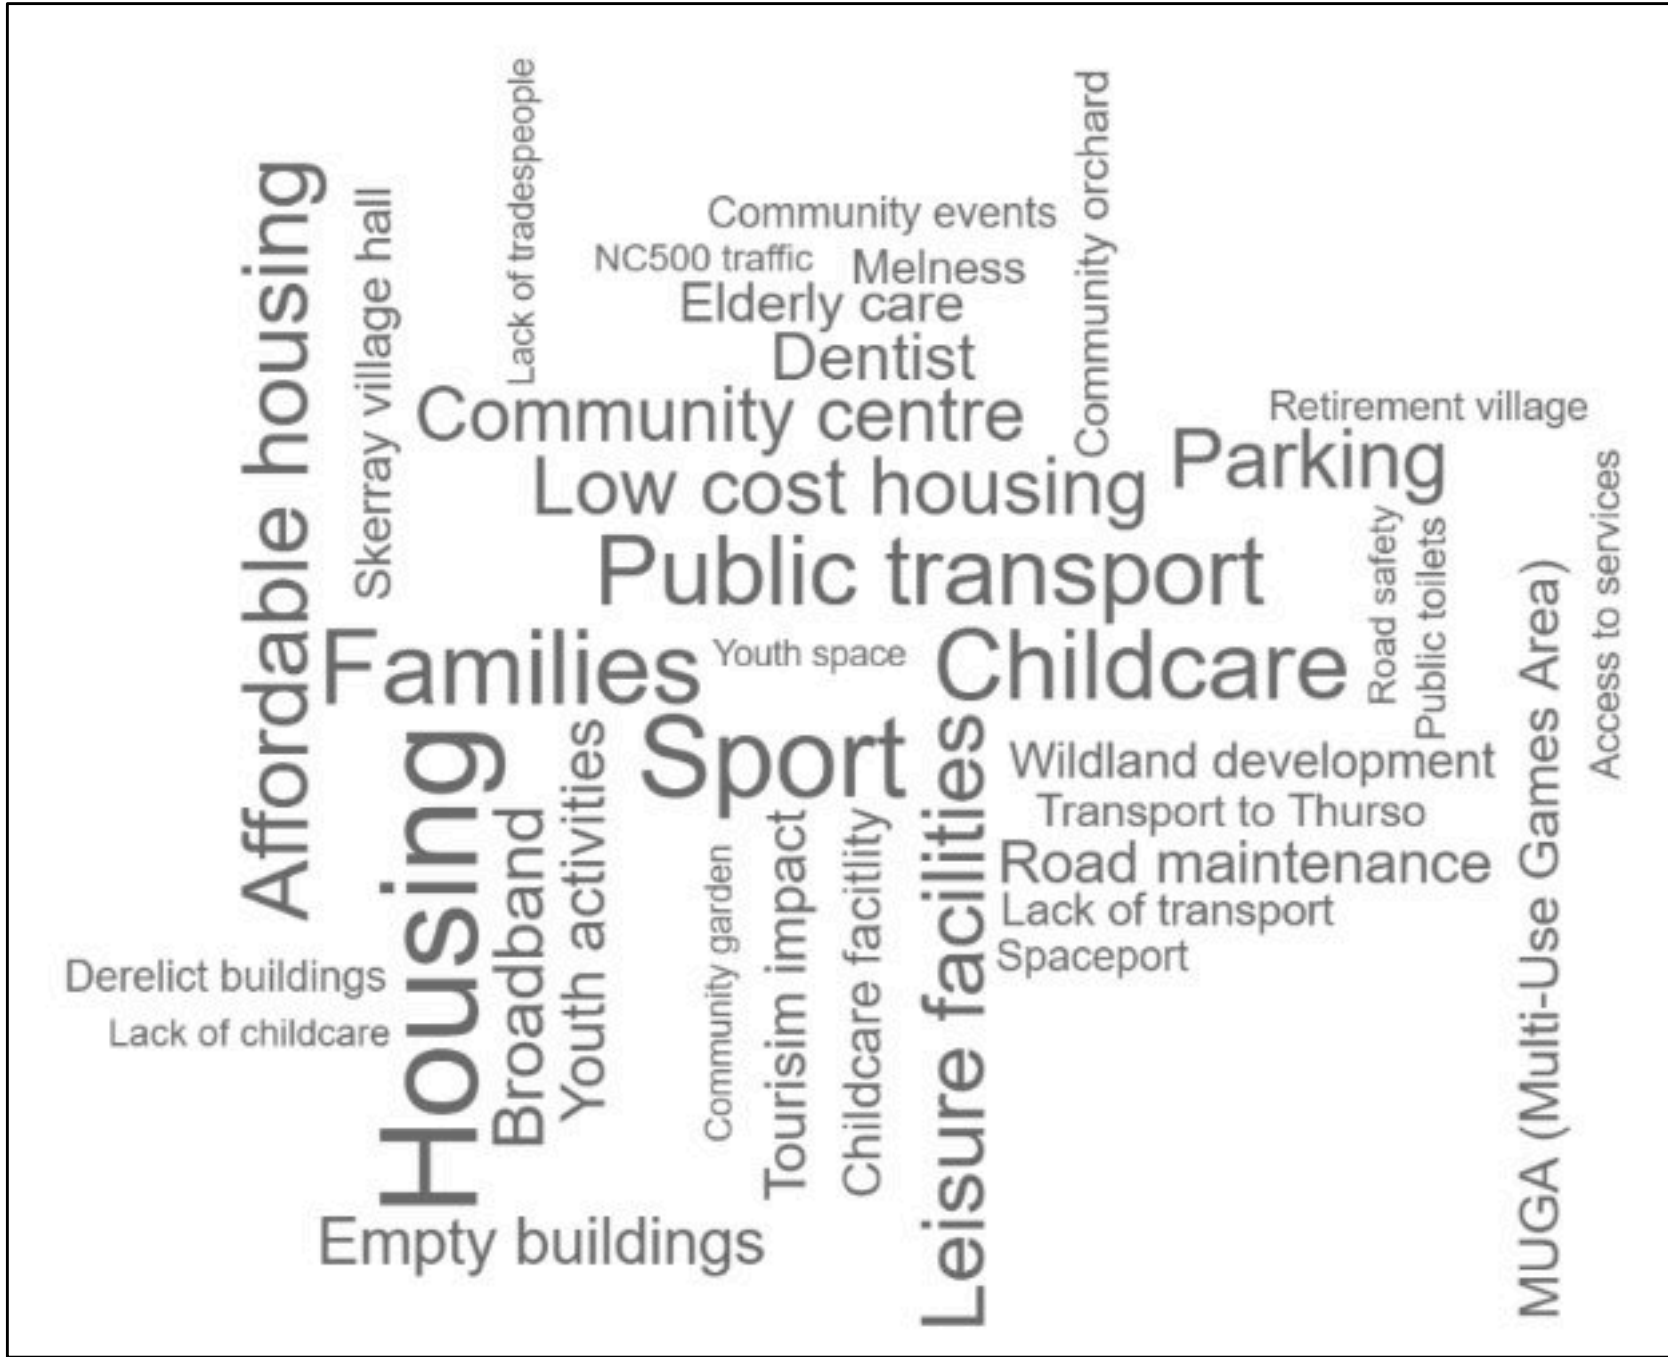 Lack of tradespeople
Community orchard
Affordable housing
Skerray village hall
Community events
NC500 traffic
Melness
Elderly care
Dentist
Community centre
Retirement village
Parking
Low cost housing
Access to services
Road safety
Public toilets
Public transport
MUGA (Multi-Use Games Area)
Families
Youth space
Childcare
Housing
Sport
Leisure facilities
Youth activities
Wildland development
Transport to Thurso
Broadband
Tourisim impact
Childcare facitlity
Community garden
Road maintenance
Lack of transport
Spaceport
Derelict buildings
Lack of childcare
Empty buildings